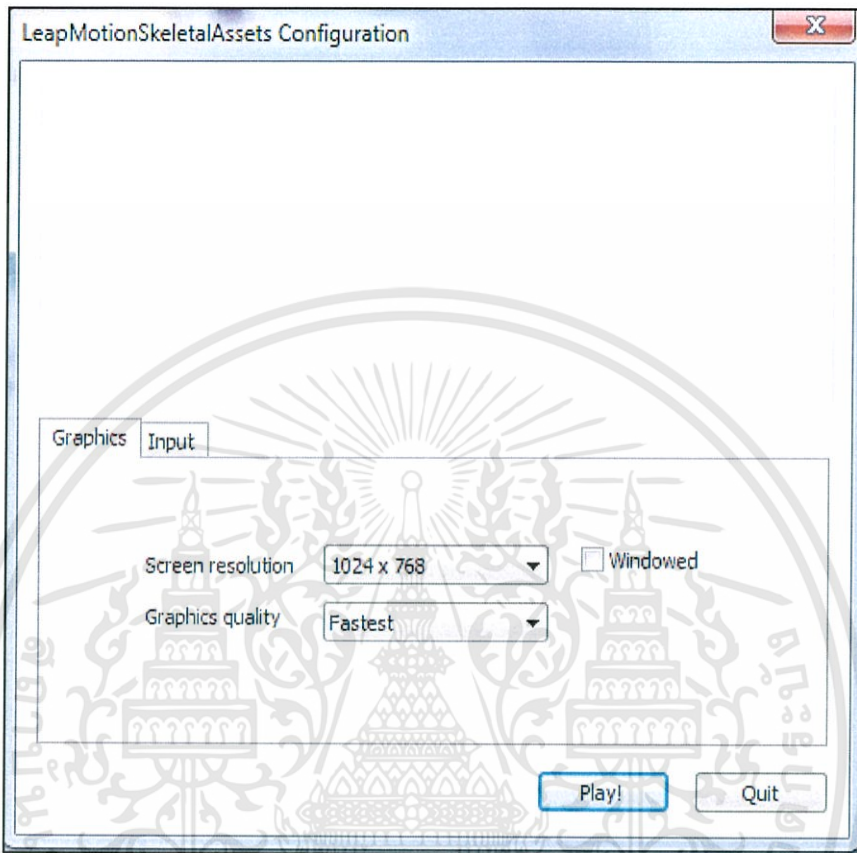 LeapMotionSkeletalAssets Configuration
Graphics
Input
Screen resolution
1024 x 768
Windowed
Graphics quality
Fastest
Play!
Quit